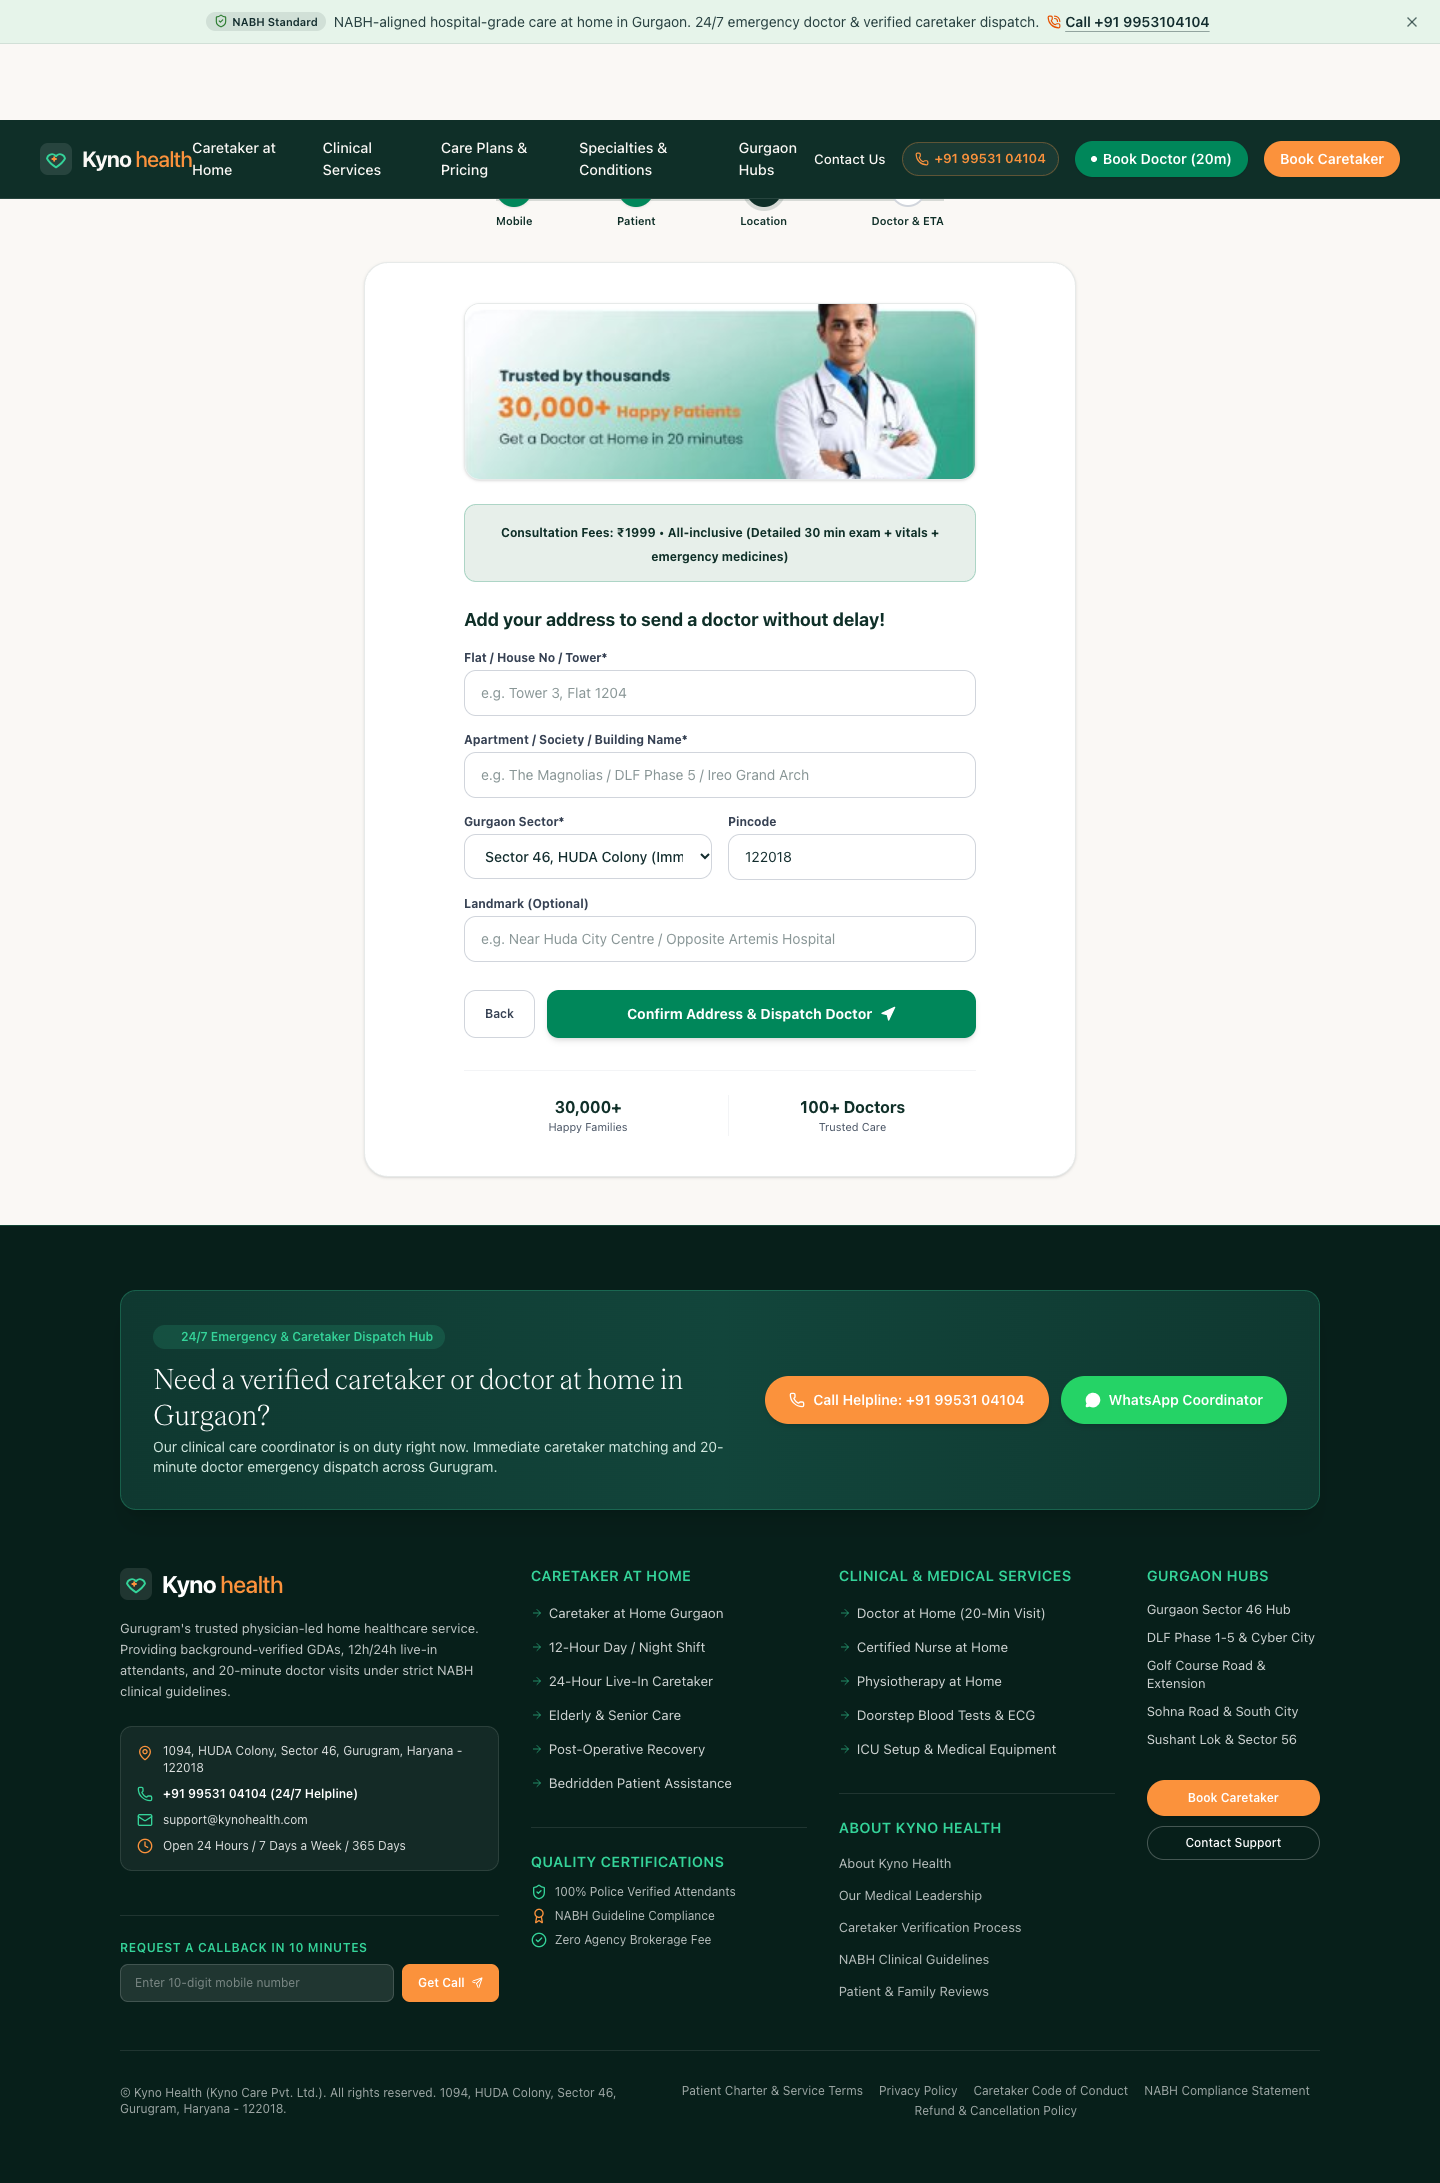 NABH Standard NABH-aligned hospital-grade care at home in Gurgaon. 24/7 emergency doctor & verified caretaker dispatch. Call +91 9953104104
Kyno health
Caretaker at
Home
Clinical
Services
Care Plans &
Pricing
Specialties &
Conditions
Gurgaon
Hubs
Contact Us
+91 99531 04104
Book Doctor (20m)
Book Caretaker
Mobile
Patient
Location
Doctor & ETA
Trusted by thousands
30,000+ Happy Patients
Get a Doctor at Home in 20 minutes
Consultation Fees: ₹1999 • All-inclusive (Detailed 30 min exam + vitals +
emergency medicines)
Add your address to send a doctor without delay!
Flat / House No / Tower*
e.g. Tower 3, Flat 1204
Apartment / Society / Building Name*
e.g. The Magnolias / DLF Phase 5 / Ireo Grand Arch
Gurgaon Sector*
Sector 46, HUDA Colony (Imm
Pincode
122018
Landmark (Optional)
e.g. Near Huda City Centre / Opposite Artemis Hospital
Back
Confirm Address & Dispatch Doctor
30,000+
Happy Families
100+ Doctors
Trusted Care
24/7 Emergency & Caretaker Dispatch Hub
Need a verified caretaker or doctor at home in
Gurgaon?
Our clinical care coordinator is on duty right now. Immediate caretaker matching and 20-
minute doctor emergency dispatch across Gurugram.
Call Helpline: +91 99531 04104
WhatsApp Coordinator
Kyno health
Gurugram's trusted physician-led home healthcare service.
Providing background-verified GDAs, 12h/24h live-in
attendants, and 20-minute doctor visits under strict NABH
clinical guidelines.
1094, HUDA Colony, Sector 46, Gurugram, Haryana -
122018
+91 99531 04104 (24/7 Helpline)
support@kynohealth.com
Open 24 Hours / 7 Days a Week / 365 Days
REQUEST A CALLBACK IN 10 MINUTES
Enter 10-digit mobile number
Get Call
CARETAKER AT HOME
Caretaker at Home Gurgaon
12-Hour Day / Night Shift
24-Hour Live-In Caretaker
Elderly & Senior Care
Post-Operative Recovery
Bedridden Patient Assistance
QUALITY CERTIFICATIONS
100% Police Verified Attendants
NABH Guideline Compliance
Zero Agency Brokerage Fee
CLINICAL & MEDICAL SERVICES
Doctor at Home (20-Min Visit)
Certified Nurse at Home
Physiotherapy at Home
Doorstep Blood Tests & ECG
ICU Setup & Medical Equipment
ABOUT KYNO HEALTH
About Kyno Health
Our Medical Leadership
Caretaker Verification Process
NABH Clinical Guidelines
Patient & Family Reviews
GURGAON HUBS
Gurgaon Sector 46 Hub
DLF Phase 1-5 & Cyber City
Golf Course Road &
Extension
Sohna Road & South City
Sushant Lok & Sector 56
Book Caretaker
Contact Support
© Kyno Health (Kyno Care Pvt. Ltd.). All rights reserved. 1094, HUDA Colony, Sector 46,
Gurugram, Haryana - 122018.
Patient Charter & Service Terms
Privacy Policy
Caretaker Code of Conduct
NABH Compliance Statement
Refund & Cancellation Policy